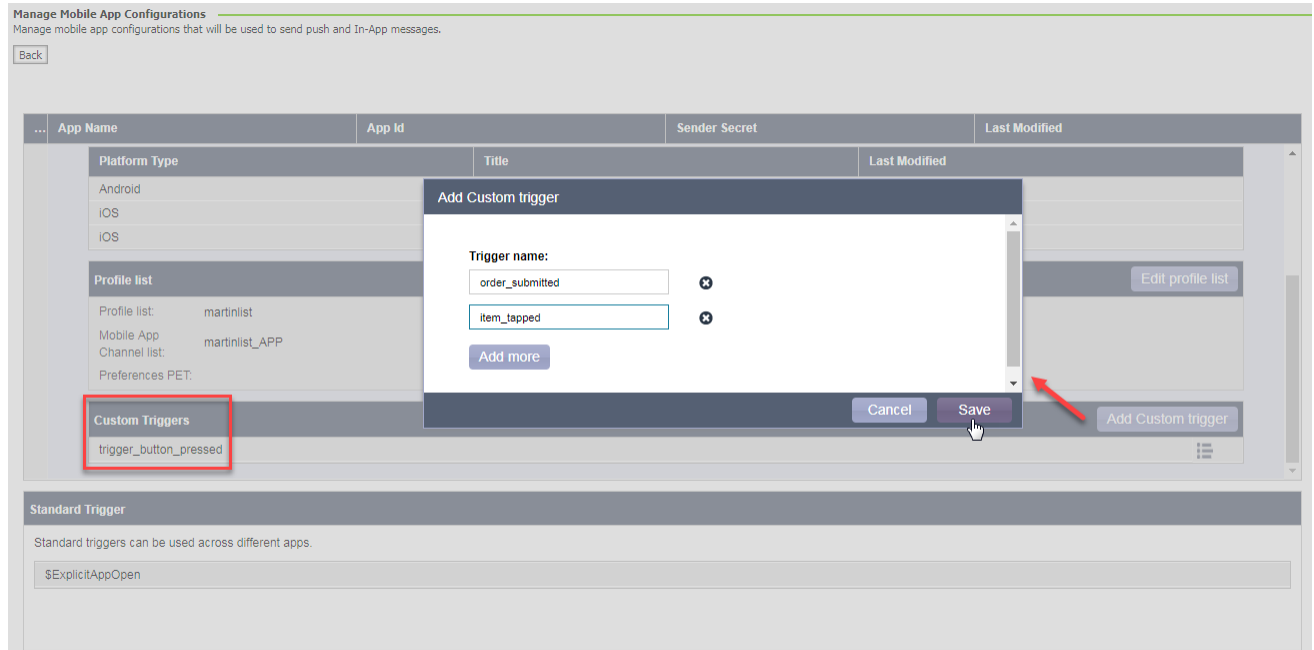 Manage Mobile App Configurations
Manage mobile app configurations that will be used to send push and In-App messages.
Back
... App Name App Id Sender Secret Last Modified
Platform Type Title Last Modified
Android
iOS
iOS
Add Custom trigger
Trigger name:
order_submitted
item_tapped
Add more
Cancel Save
Profile list Edit profile list
Profile list: martinlist
Mobile App
Channel list: martinlist_APP
Preferences PET:
Custom Triggers Add Custom trigger
trigger_button_pressed
Standard Trigger
Standard triggers can be used across different apps.
$ExplicitAppOpen